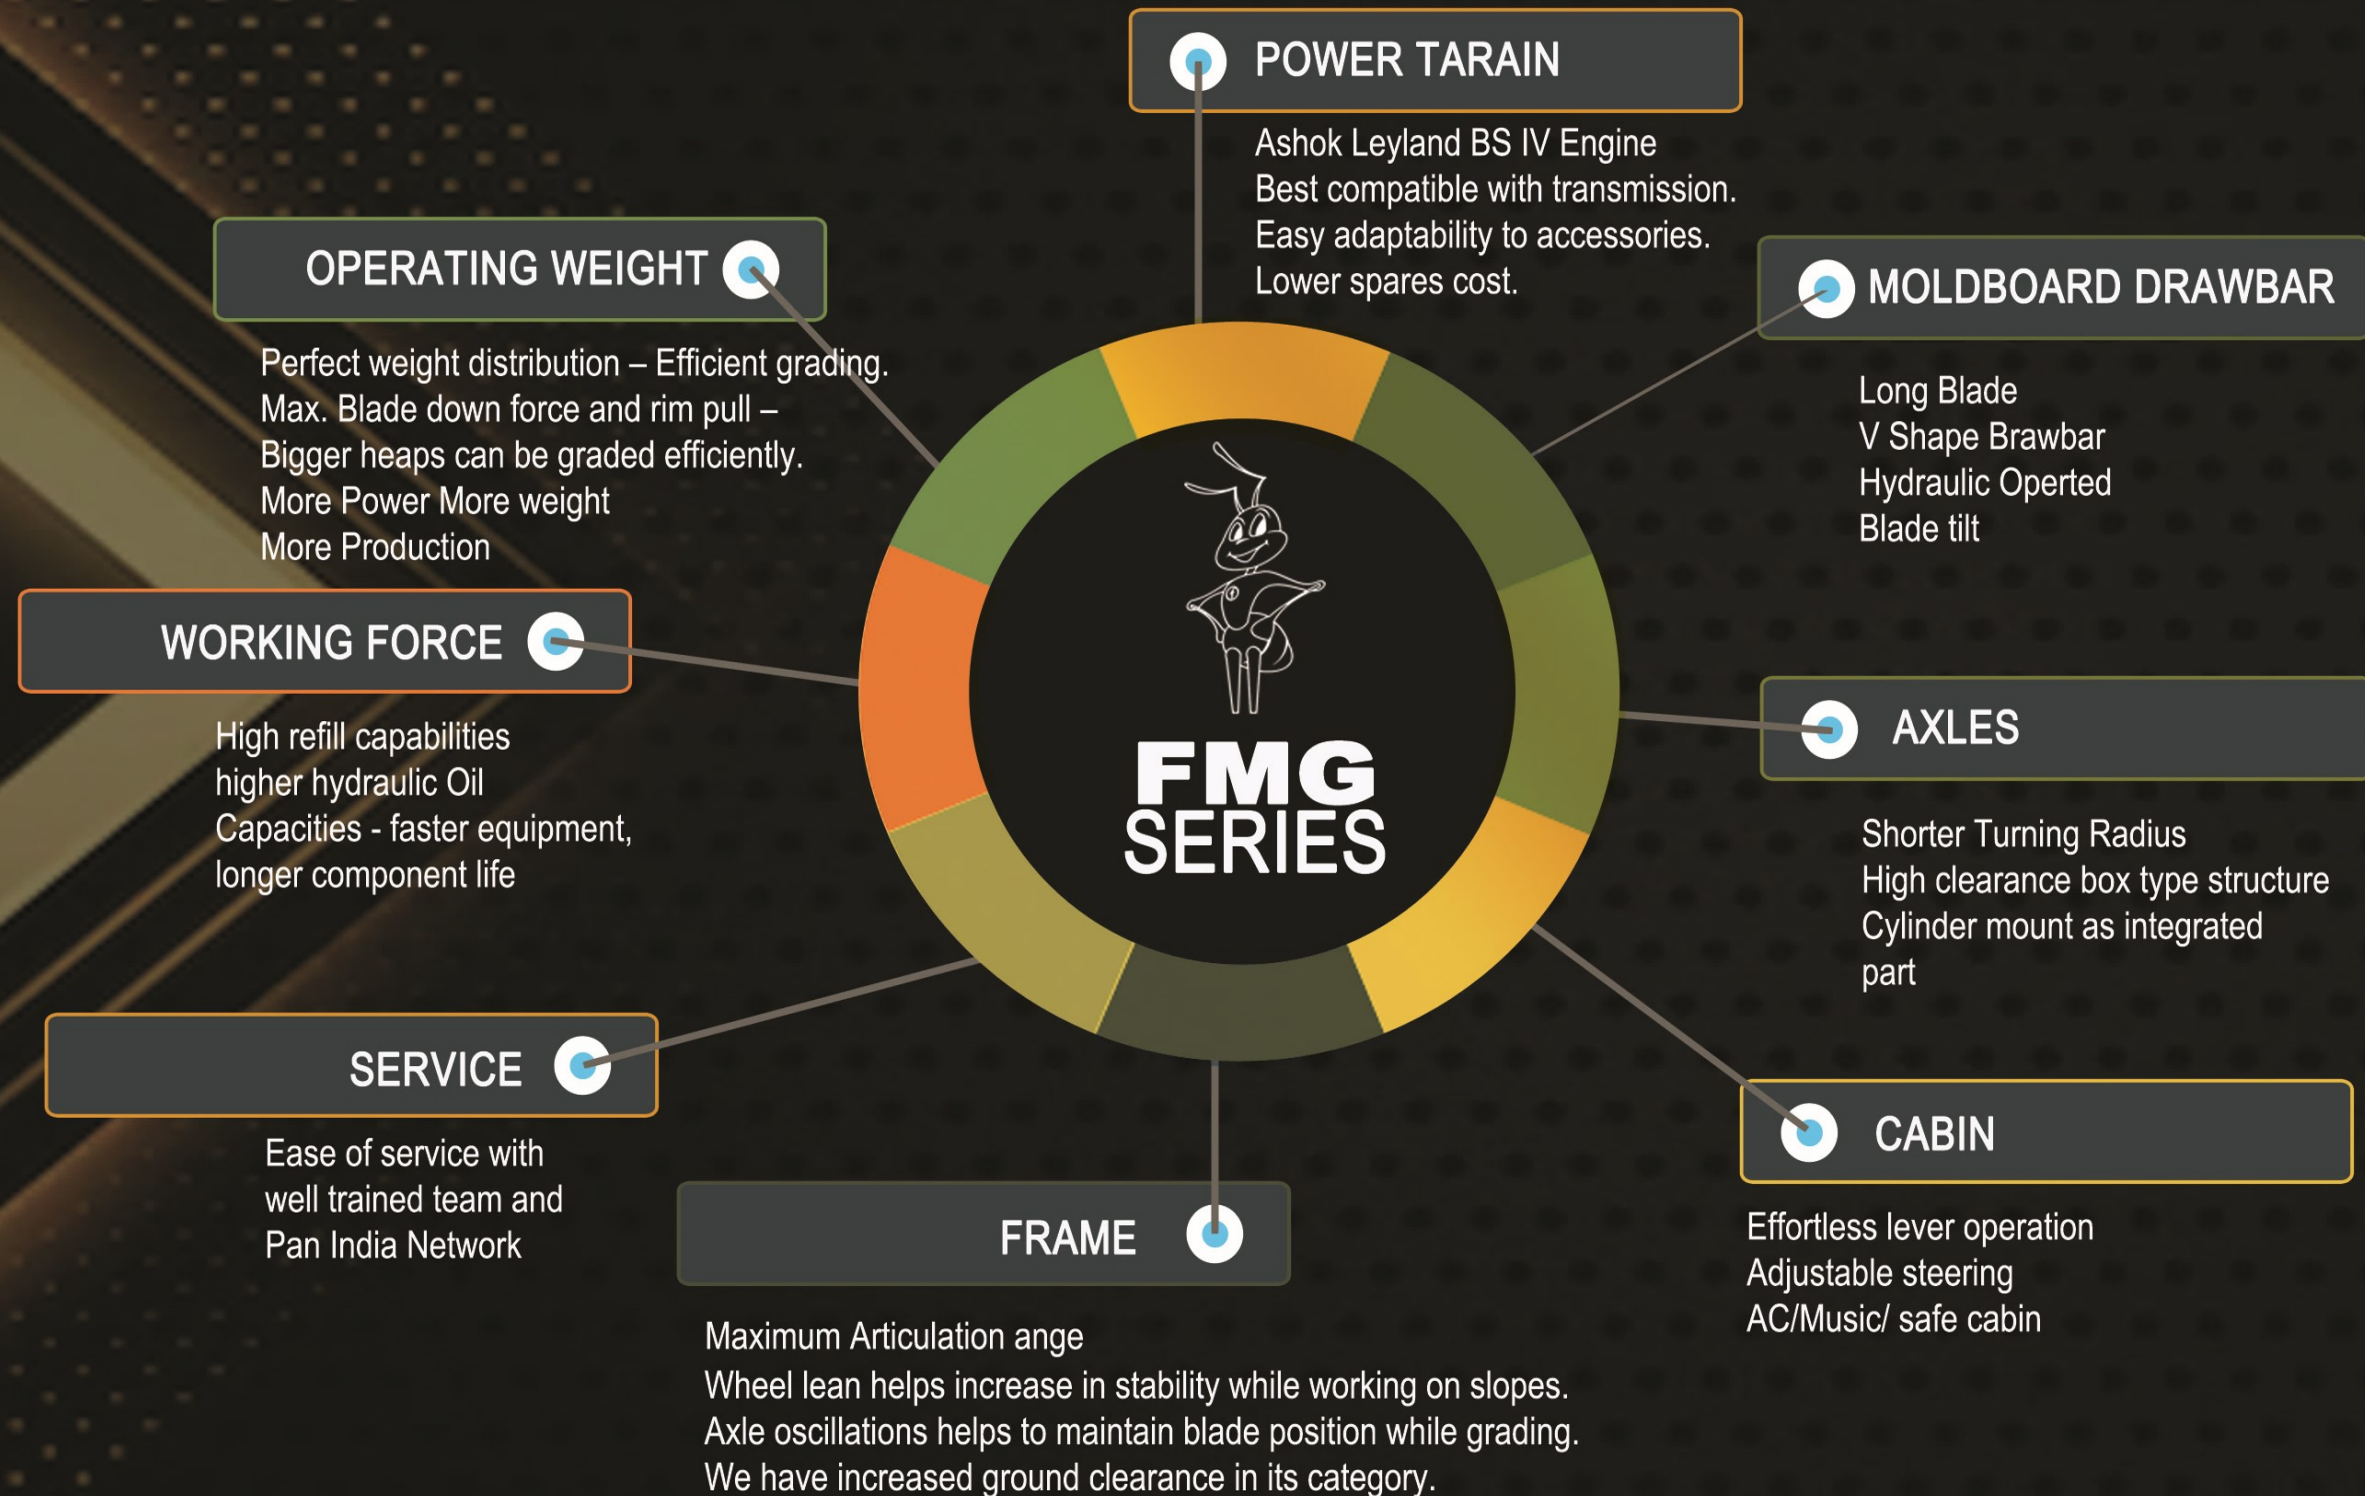 POWER TARAIN
Ashok Leyland BS IV Engine
Best compatible with transmission.
Easy adaptability to accessories.
Lower spares cost.
OPERATING WEIGHT
Perfect weight distribution – Efficient grading.
Max. Blade down force and rim pull –
Bigger heaps can be graded efficiently.
More Power More weight
More Production
MOLDBOARD DRAWBAR
Long Blade
V Shape Brawbar
Hydraulic Operted
Blade tilt
WORKING FORCE
High refill capabilities
higher hydraulic Oil
Capacities - faster equipment,
longer component life
FMG
SERIES
AXLES
Shorter Turning Radius
High clearance box type structure
Cylinder mount as integrated
part
SERVICE
Ease of service with
well trained team and
Pan India Network
CABIN
Effortless lever operation
Adjustable steering
AC/Music/ safe cabin
FRAME
Maximum Articulation ange
Wheel lean helps increase in stability while working on slopes.
Axle oscillations helps to maintain blade position while grading.
We have increased ground clearance in its category.